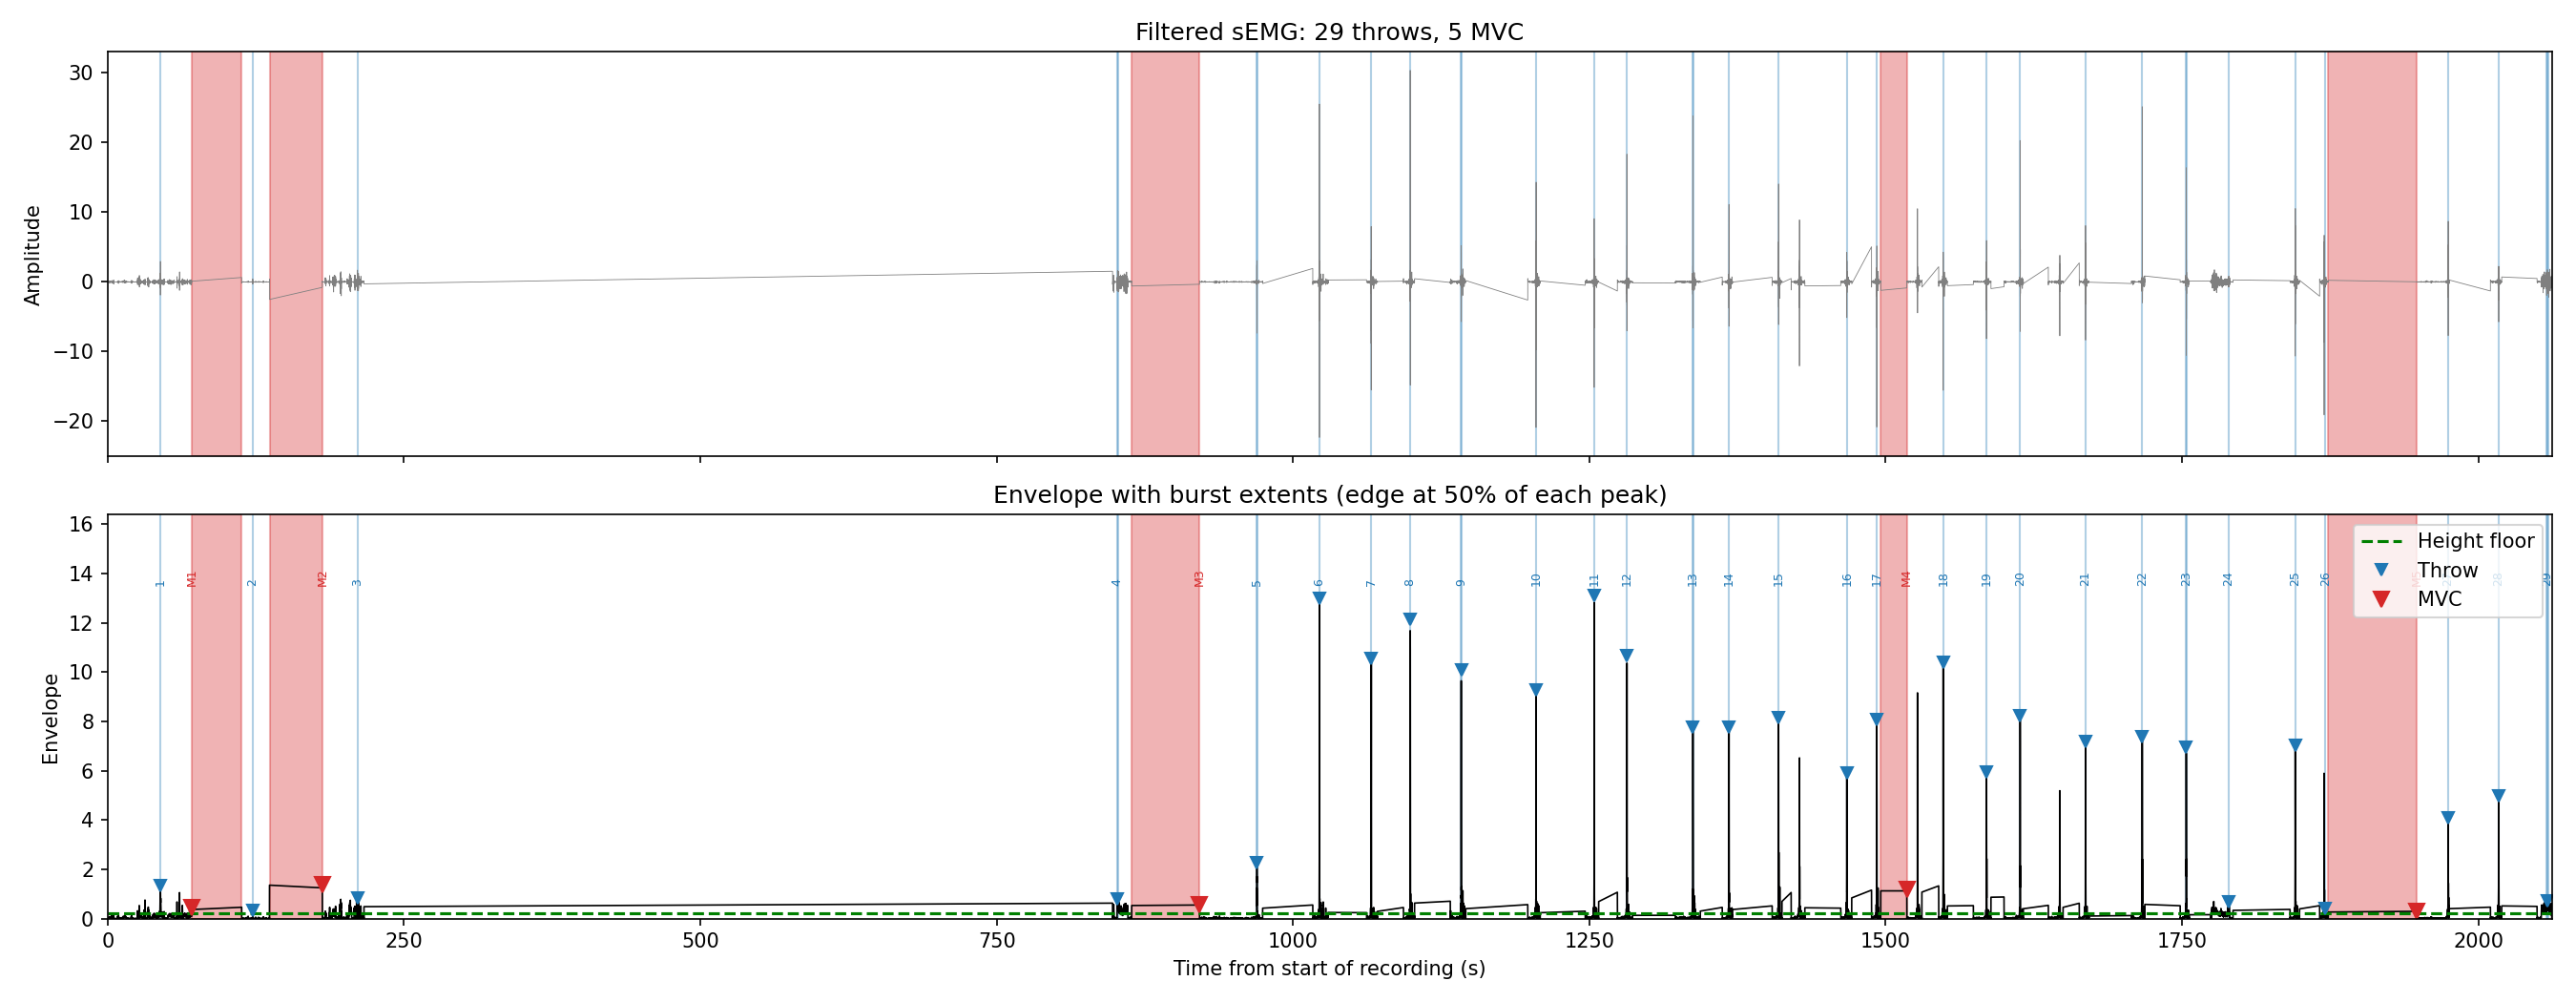 Filtered sEMG: 29 throws, 5 MVC
Amplitude
30
20
10
0
−10
−20
Envelope with burst extents (edge at 50% of each peak)
Envelope
16
14
12
10
8
6
4
2
0
1 M1 2 M2 3 4 M3 5 6 7 8 9 10 11 12 13 14 15 16 17 M4 18 19 20 21 22 23 24 25 26 M5 28 29
Height floor
Throw
MVC
0 250 500 750 1000 1250 1500 1750 2000
Time from start of recording (s)